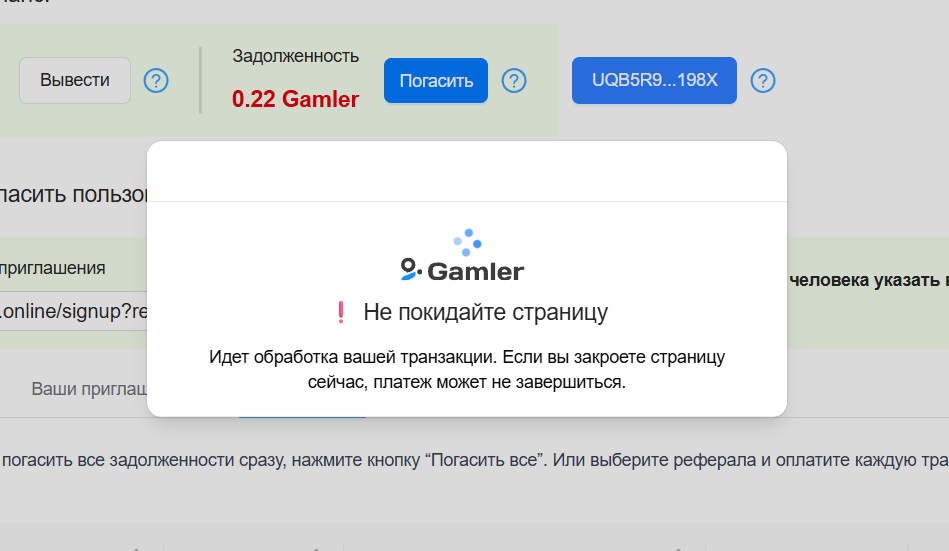 Задолженность
Вывести
?
0.22 Gamler
Погасить
?
UQB5R9...198X
?
приглашения
человека указать
.online/signup?re
Gamler
❗ Не покидайте страницу
Идет обработка вашей транзакции. Если вы закроете страницу
сейчас, платеж может не завершиться.
Ваши приглаш
погасить все задолженности сразу, нажмите кнопку “Погасить все”. Или выберите реферала и оплатите каждую тра